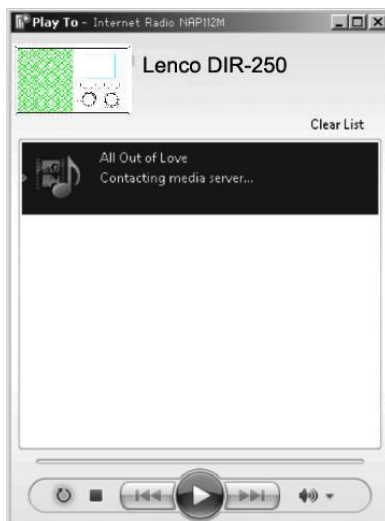 Play To - Internet Radio NAP112M
Lenco DIR-250
Clear List
All Out of Love
Contacting media server...